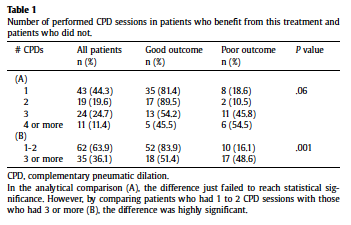 Table 1
Number of performed CPD sessions in patients who benefit from this treatment and
patients who did not.
# CPDs All patients Good outcome Poor outcome P value
n (%) n (%) n (%)
(A)
1 43 (44.3) 35 (81.4) 8 (18.6) .06
2 19 (19.6) 17 (89.5) 2 (10.5)
3 24 (24.7) 13 (54.2) 11 (45.8)
4 or more 11 (11.4) 5 (45.5) 6 (54.5)
(B)
1-2 62 (63.9) 52 (83.9) 10 (16.1) .001
3 or more 35 (36.1) 18 (51.4) 17 (48.6)
CPD, complementary pneumatic dilation.
In the analytical comparison (A), the difference just failed to reach statistical sig-
nificance. However, by comparing patients who had 1 to 2 CPD sessions with those
who had 3 or more (B), the difference was highly significant.